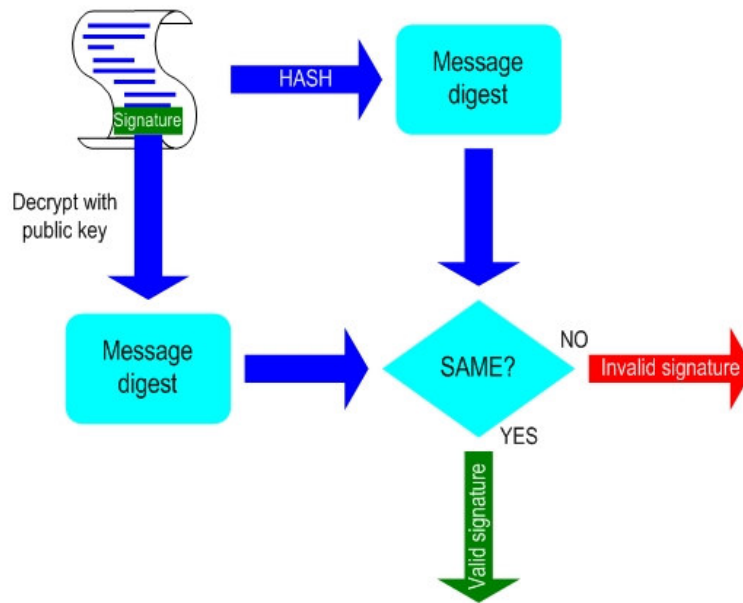 Signature
HASH
Message
digest
Decrypt with
public key
Message
digest
SAME?
NO
Invalid signature
YES
Valid signature